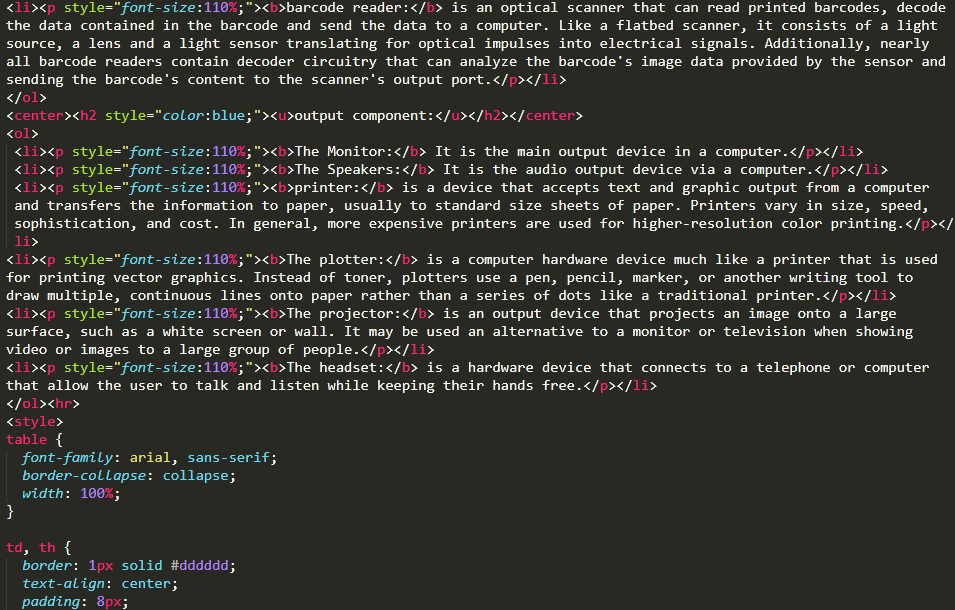 <li><p style="font-size:110%;"><b>barcode reader:</b> is an optical scanner that can read printed barcodes, decode
the data contained in the barcode and send the data to a computer. Like a flatbed scanner, it consists of a light
source, a lens and a light sensor translating for optical impulses into electrical signals. Additionally, nearly
all barcode readers contain decoder circuitry that can analyze the barcode's image data provided by the sensor and
sending the barcode's content to the scanner's output port.</p></li>
</ol>
<center><h2 style="color:blue;"><u>output component:</u></h2></center>
<ol>
<li><p style="font-size:110%;"><b>The Monitor:</b> It is the main output device in a computer.</p></li>
<li><p style="font-size:110%;"><b>The Speakers:</b> It is the audio output device via a computer.</p></li>
<li><p style="font-size:110%;"><b>printer:</b> is a device that accepts text and graphic output from a computer
and transfers the information to paper, usually to standard size sheets of paper. Printers vary in size, speed,
sophistication, and cost. In general, more expensive printers are used for higher-resolution color printing.</p></
li>
<li><p style="font-size:110%;"><b>The plotter:</b> is a computer hardware device much like a printer that is used
for printing vector graphics. Instead of toner, plotters use a pen, pencil, marker, or another writing tool to
draw multiple, continuous lines onto paper rather than a series of dots like a traditional printer.</p></li>
<li><p style="font-size:110%;"><b>The projector:</b> is an output device that projects an image onto a large
surface, such as a white screen or wall. It may be used an alternative to a monitor or television when showing
video or images to a large group of people.</p></li>
<li><p style="font-size:110%;"><b>The headset:</b> is a hardware device that connects to a telephone or computer
that allow the user to talk and listen while keeping their hands free.</p></li>
</ol><hr>
<style>
table {
font-family: arial, sans-serif;
border-collapse: collapse;
width: 100%;
}
td, th {
border: 1px solid #dddddd;
text-align: center;
padding: 8px;